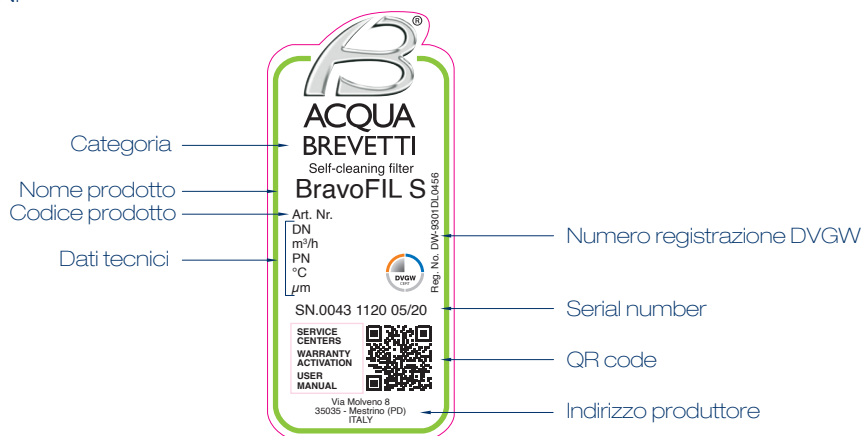 ®
ACQUA
BREVETTI
Categoria
Self-cleaning filter
Nome prodotto
BravoFIL S
Codice prodotto
Art. Nr.
DN
m³/h
PN
°C
µm
Dati tecnici
DVGW
CERT
Reg. No. DW-9301DL0456
Numero registrazione DVGW
SN.0043 1120 05/20
Serial number
SERVICE
CENTERS
WARRANTY
ACTIVATION
USER
MANUAL
QR code
Via Molveno 8
35035 - Mestrino (PD)
ITALY
Indirizzo produttore